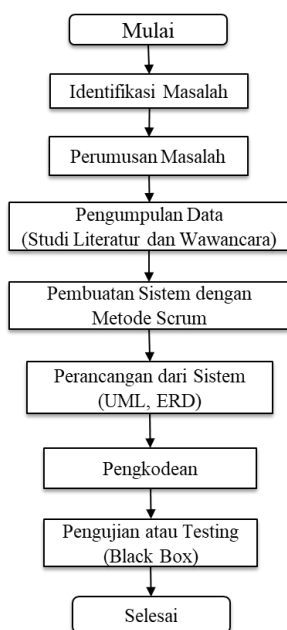 Mulai
Identifikasi Masalah
Perumusan Masalah
Pengumpulan Data
(Studi Literatur dan Wawancara)
Pembuatan Sistem dengan
Metode Scrum
Perancangan dari Sistem
(UML, ERD)
Pengkodean
Pengujian atau Testing
(Black Box)
Selesai